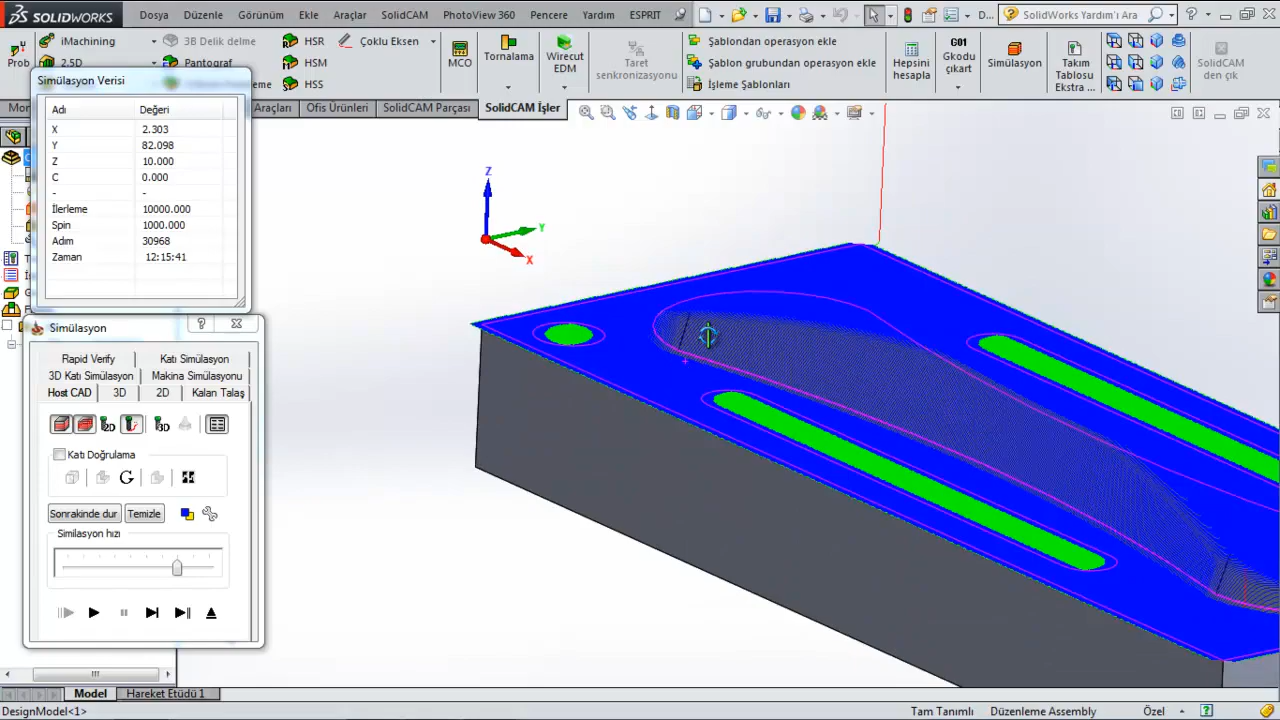 SOLIDWORKS Dosya Düzenle Görünüm Ekle Araçlar SolidCAM PhotoView 360 Pencere Yardım ESPRIT D... SolidWorks Yardım'ı Ara
iMachining 3B Delik delme HSR Çoklu Eksen
Prob 2.5D Pantograf HSM
HSS
MCO Tornalama Wirecut EDM Taret senkronizasyonu
Şablondan operasyon ekle
Şablon grubundan operasyon ekle
İşleme Şablonları
Hepsini hesapla G01 Gkodu çıkart Simülasyon Takım Tablosu Ekstra ... SolidCAM den çık
Araçları Ofis Ürünleri SolidCAM Parçası SolidCAM İşler
Simülasyon Verisi
Adı Değeri
X 2.303
Y 82.098
Z 10.000
C 0.000
- -
İlerleme 10000.000
Spin 1000.000
Adım 30968
Zaman 12:15:41
Z
Y
X
Simülasyon
Rapid Verify Katı Simülasyon
3D Katı Simülasyon Makina Simülasyonu
Host CAD 3D 2D Kalan Talaş
2D 3D
Katı Doğrulama
Sonrakinde dur Temizle
Similasyon hızı
Model Hareket Etüdü 1
DesignModel<1> Tam Tanımlı Düzenleme Assembly Özel